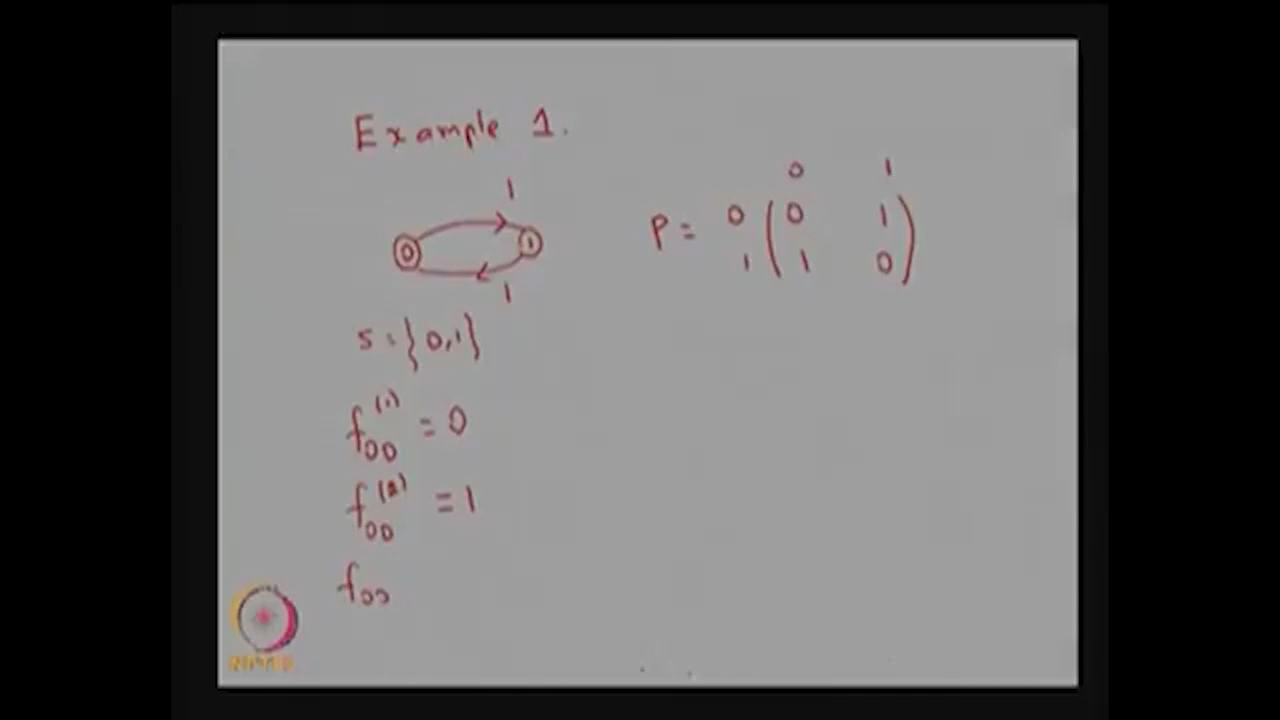 Example 1.
1
0 1
1
P = 
0 1
0 ( 0 1 )
1 ( 1 0 )
S = {0,1}
f₀₀⁽¹⁾ = 0
f₀₀⁽²⁾ = 1
f₀₀
NPTEL